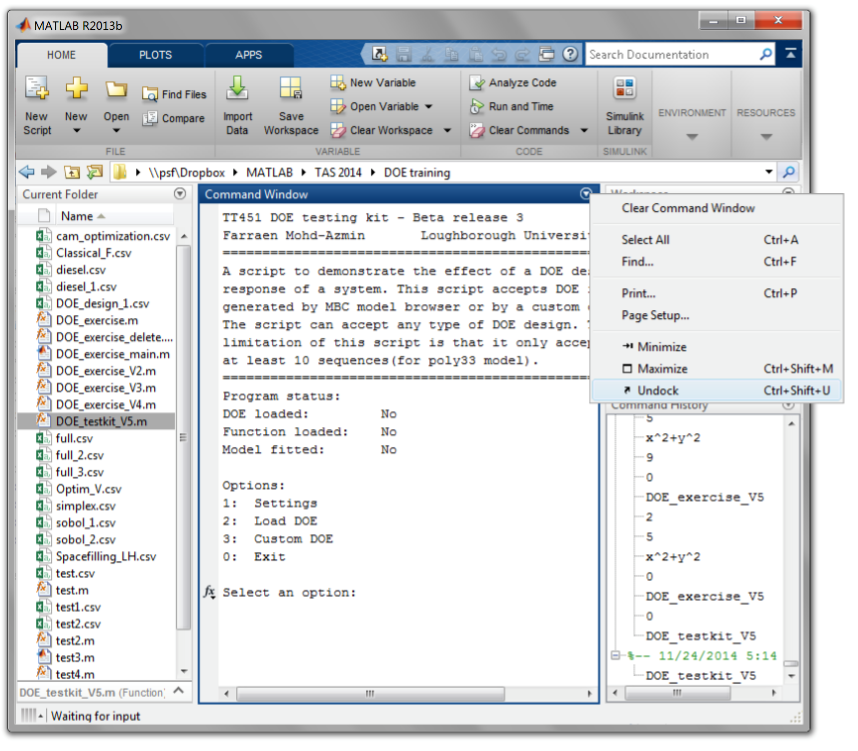 MATLAB R2013b
HOME PLOTS APPS
Search Documentation
New Script
New
Open
Find Files
Compare
Import Data
Save Workspace
New Variable
Open Variable
Clear Workspace
Analyze Code
Run and Time
Clear Commands
Simulink Library
ENVIRONMENT
RESOURCES
FILE VARIABLE CODE SIMULINK
\\psf\Dropbox MATLAB TAS 2014 DOE training
Current Folder
Name
cam_optimization.csv
Classical_F.csv
diesel.csv
diesel_1.csv
DOE_design_1.csv
DOE_exercise.m
DOE_exercise_delete....
DOE_exercise_main.m
DOE_exercise_V2.m
DOE_exercise_V3.m
DOE_exercise_V4.m
DOE_testkit_V5.m
full.csv
full_2.csv
full_3.csv
Optim_V.csv
simplex.csv
sobol_1.csv
sobol_2.csv
Spacefilling_LH.csv
test.csv
test.m
test1.csv
test2.csv
test2.m
test3.m
test4.m
DOE_testkit_V5.m (Function)
Waiting for input
Command Window
TT451 DOE testing kit - Beta release 3
Farraen Mohd-Azmin Loughborough Universi
================================================
A script to demonstrate the effect of a DOE de
response of a system. This script accepts DOE
generated by MBC model browser or by a custom
The script can accept any type of DOE design.
limitation of this script is that it only acce
at least 10 sequences(for poly33 model).
================================================
Program status:
DOE loaded: No
Function loaded: No
Model fitted: No
Options:
1: Settings
2: Load DOE
3: Custom DOE
0: Exit
fx Select an option:
Workspace
Clear Command Window
Select All Ctrl+A
Find... Ctrl+F
Print... Ctrl+P
Page Setup...
Minimize
Maximize Ctrl+Shift+M
Undock Ctrl+Shift+U
Command History
5
x^2+y^2
9
0
DOE_exercise_V5
2
5
x^2+y^2
0
DOE_exercise_V5
0
DOE_testkit_V5
%-- 11/24/2014 5:14
DOE_testkit_V5